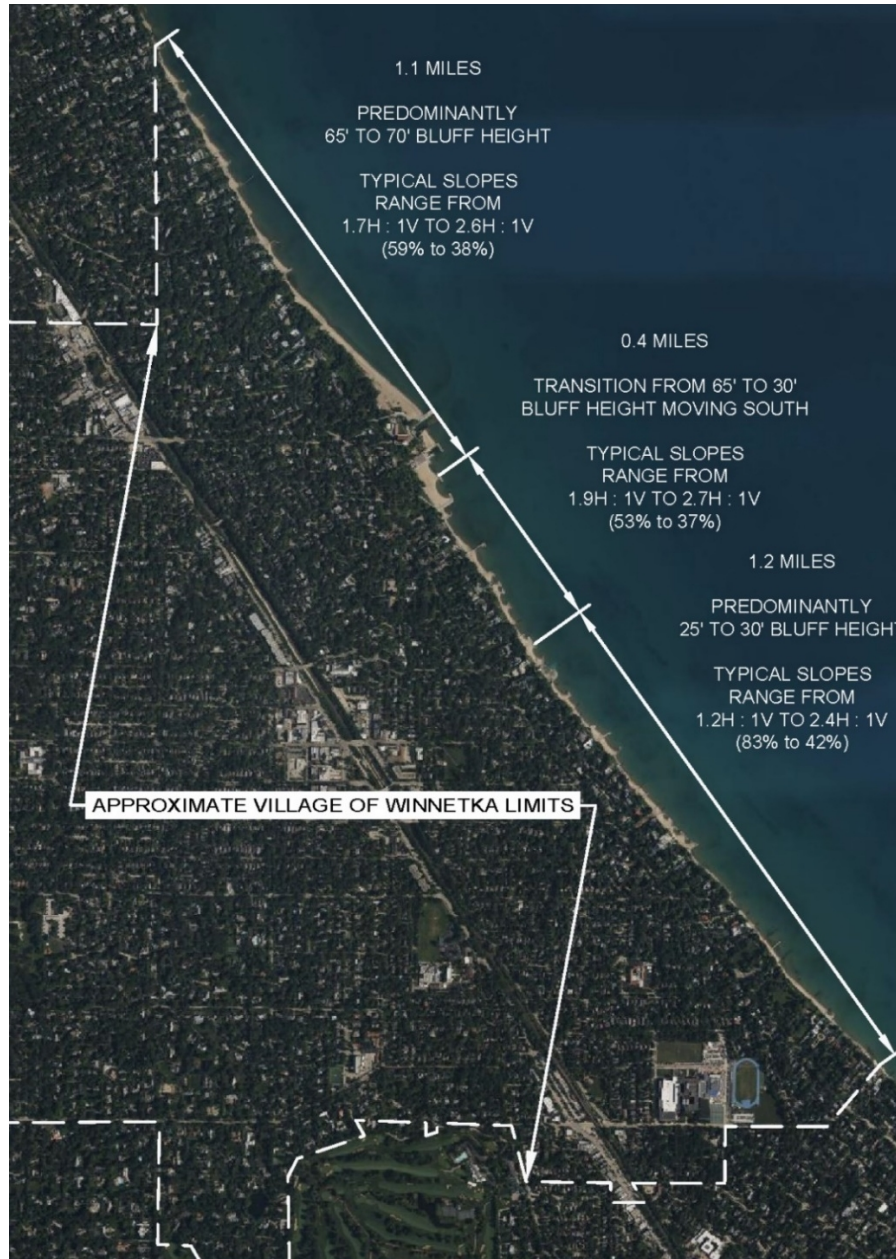 1.1 MILES
PREDOMINANTLY
65' TO 70' BLUFF HEIGHT
TYPICAL SLOPES
RANGE FROM
1.7H : 1V TO 2.6H : 1V
(59% to 38%)
0.4 MILES
TRANSITION FROM 65' TO 30'
BLUFF HEIGHT MOVING SOUTH
TYPICAL SLOPES
RANGE FROM
1.9H : 1V TO 2.7H : 1V
(53% to 37%)
1.2 MILES
PREDOMINANTLY
25' TO 30' BLUFF HEIGHT
TYPICAL SLOPES
RANGE FROM
1.2H : 1V TO 2.4H : 1V
(83% to 42%)
APPROXIMATE VILLAGE OF WINNETKA LIMITS